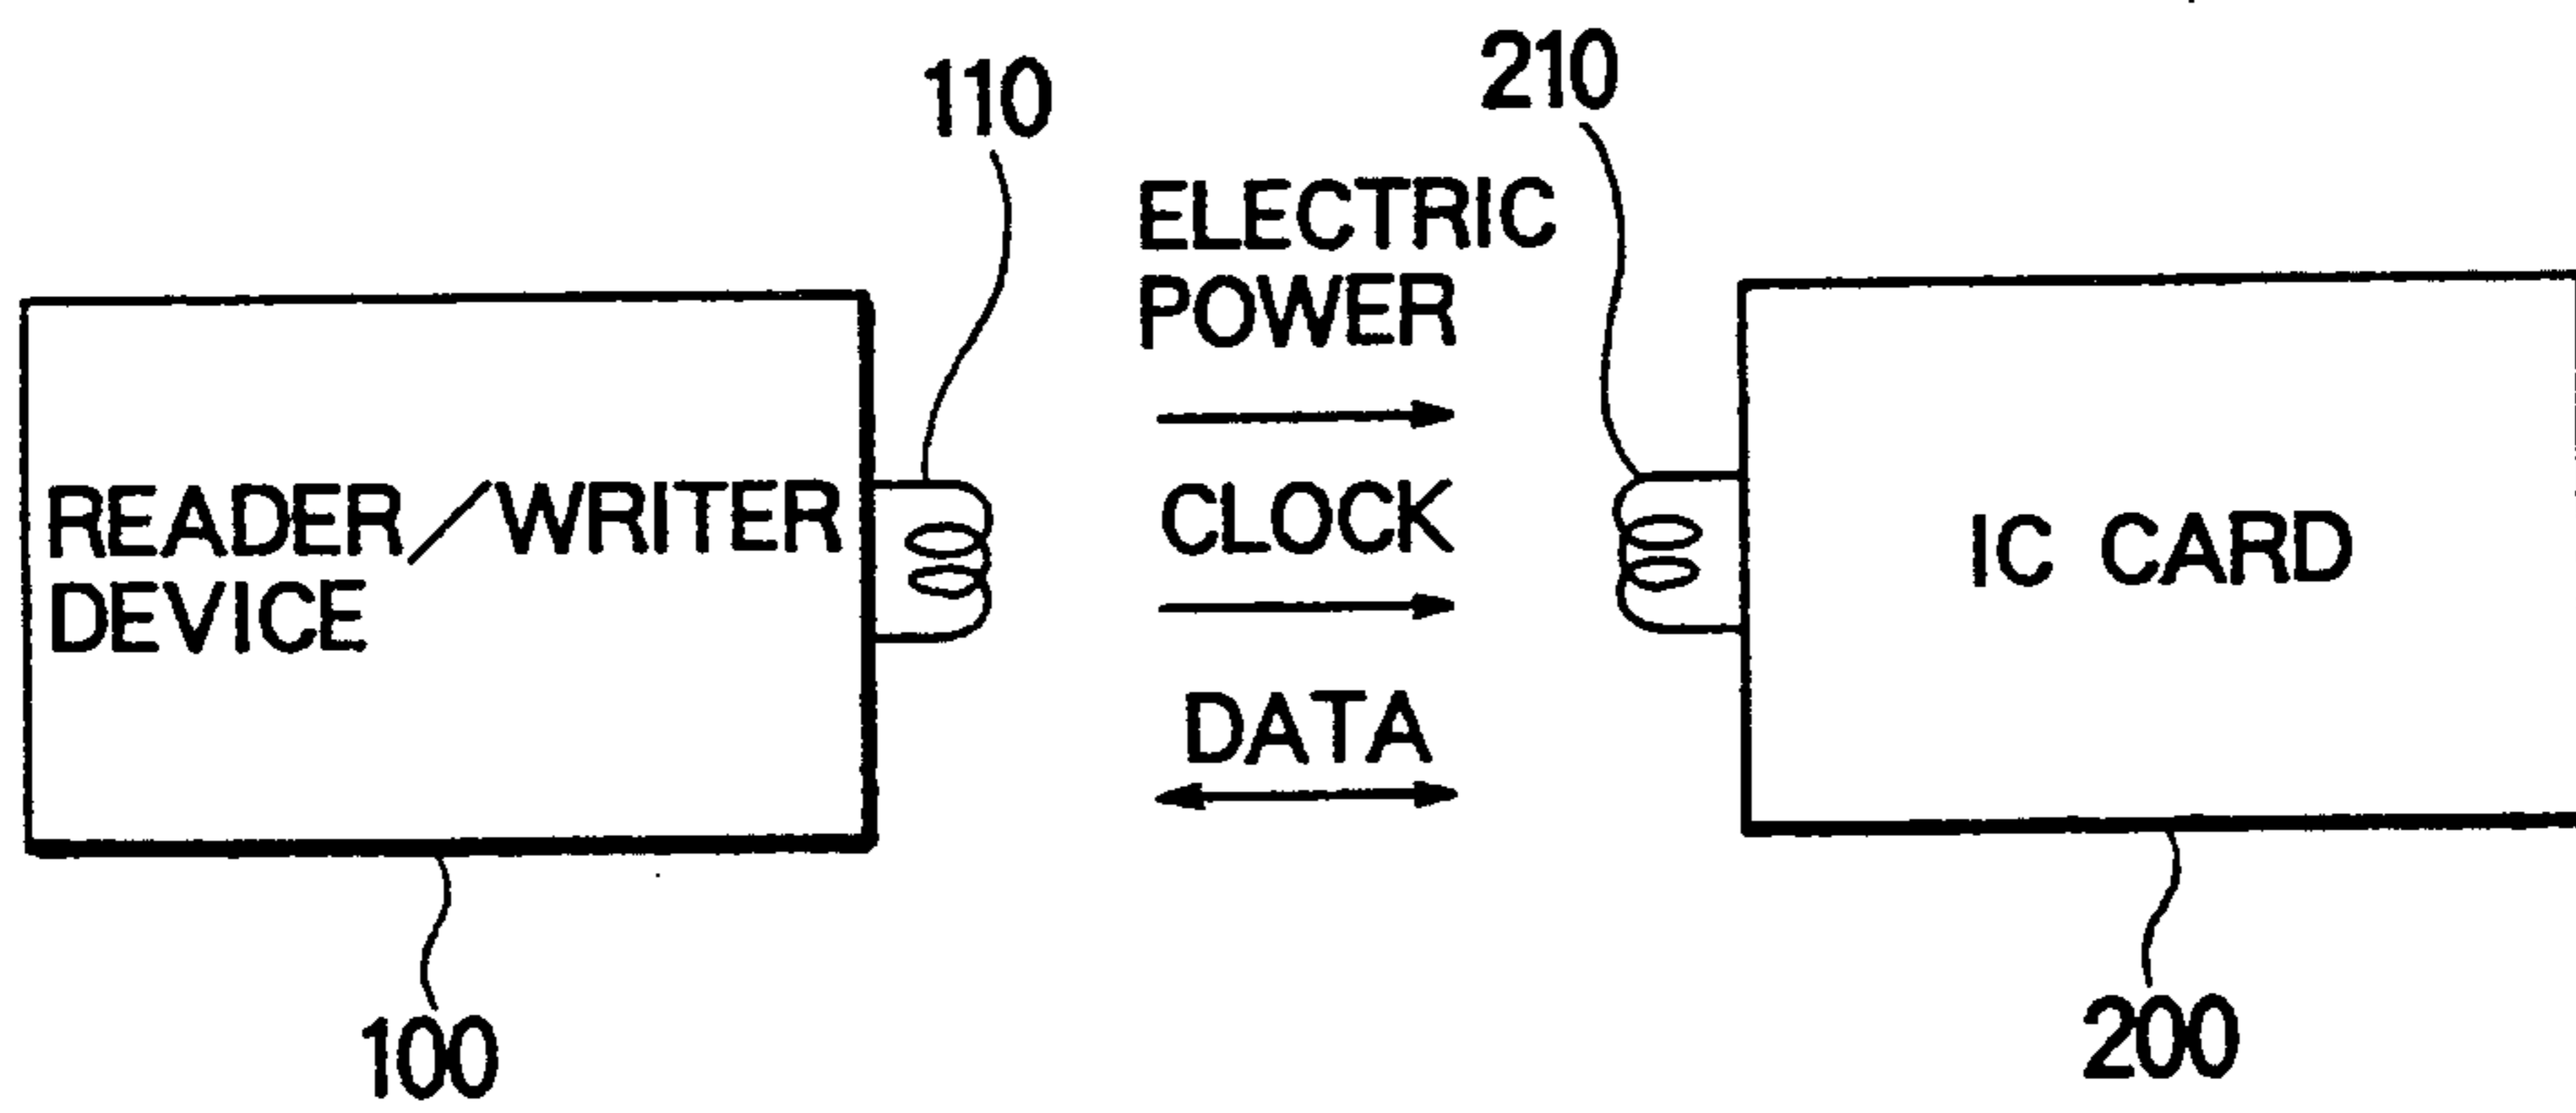 110
210
ELECTRIC
POWER
READER/WRITER
DEVICE
CLOCK
IC CARD
DATA
100
200